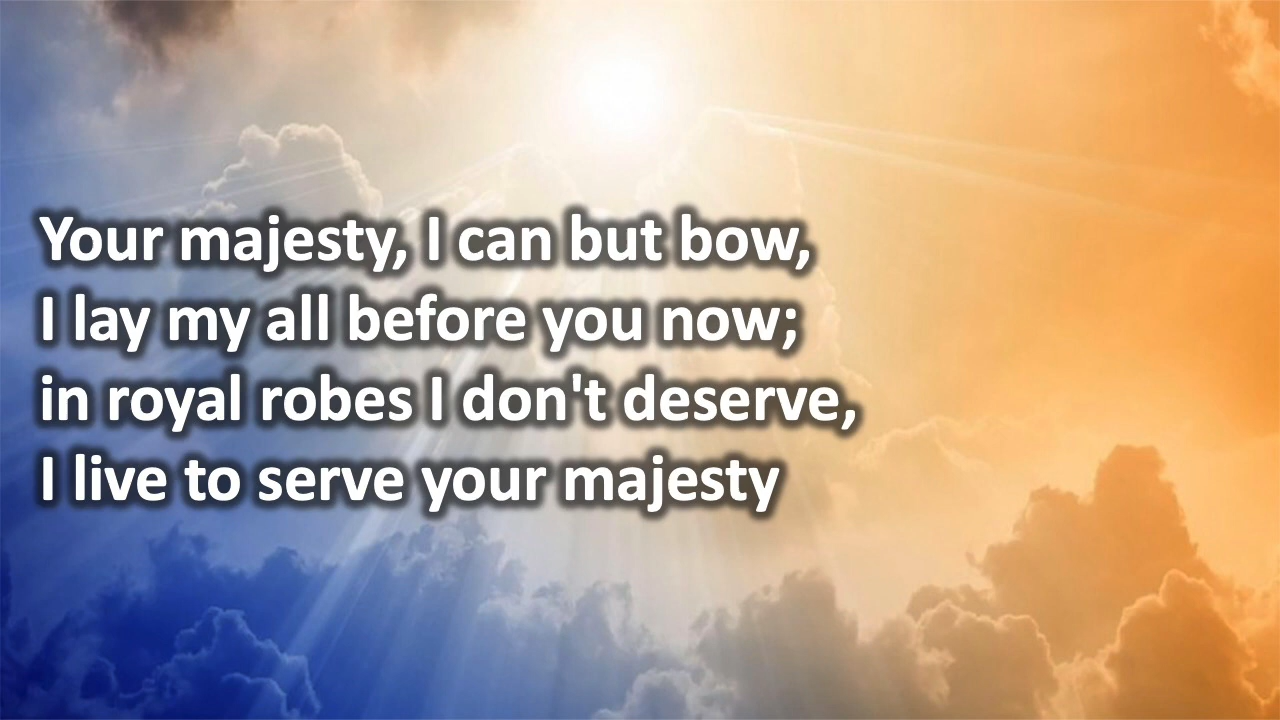 Your majesty, I can but bow,
I lay my all before you now;
in royal robes I don't deserve,
I live to serve your majesty